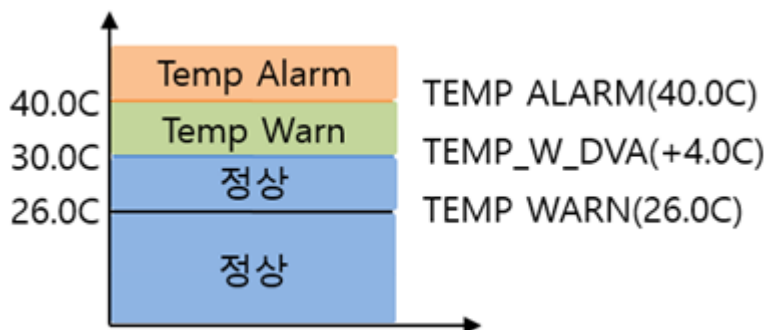 Temp Alarm
40.0C
TEMP ALARM(40.0C)
Temp Warn
30.0C
TEMP_W_DVA(+4.0C)
정상
26.0C
TEMP WARN(26.0C)
정상